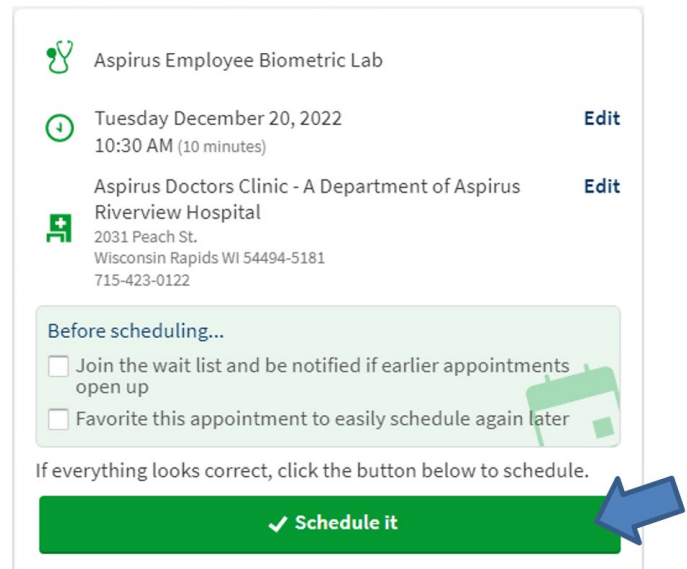 Aspirus Employee Biometric Lab
Tuesday December 20, 2022 Edit
10:30 AM (10 minutes)
Aspirus Doctors Clinic - A Department of Aspirus Edit
Riverview Hospital
2031 Peach St.
Wisconsin Rapids WI 54494-5181
715-423-0122
Before scheduling...
Join the wait list and be notified if earlier appointments
open up
Favorite this appointment to easily schedule again later
If everything looks correct, click the button below to schedule.
Schedule it